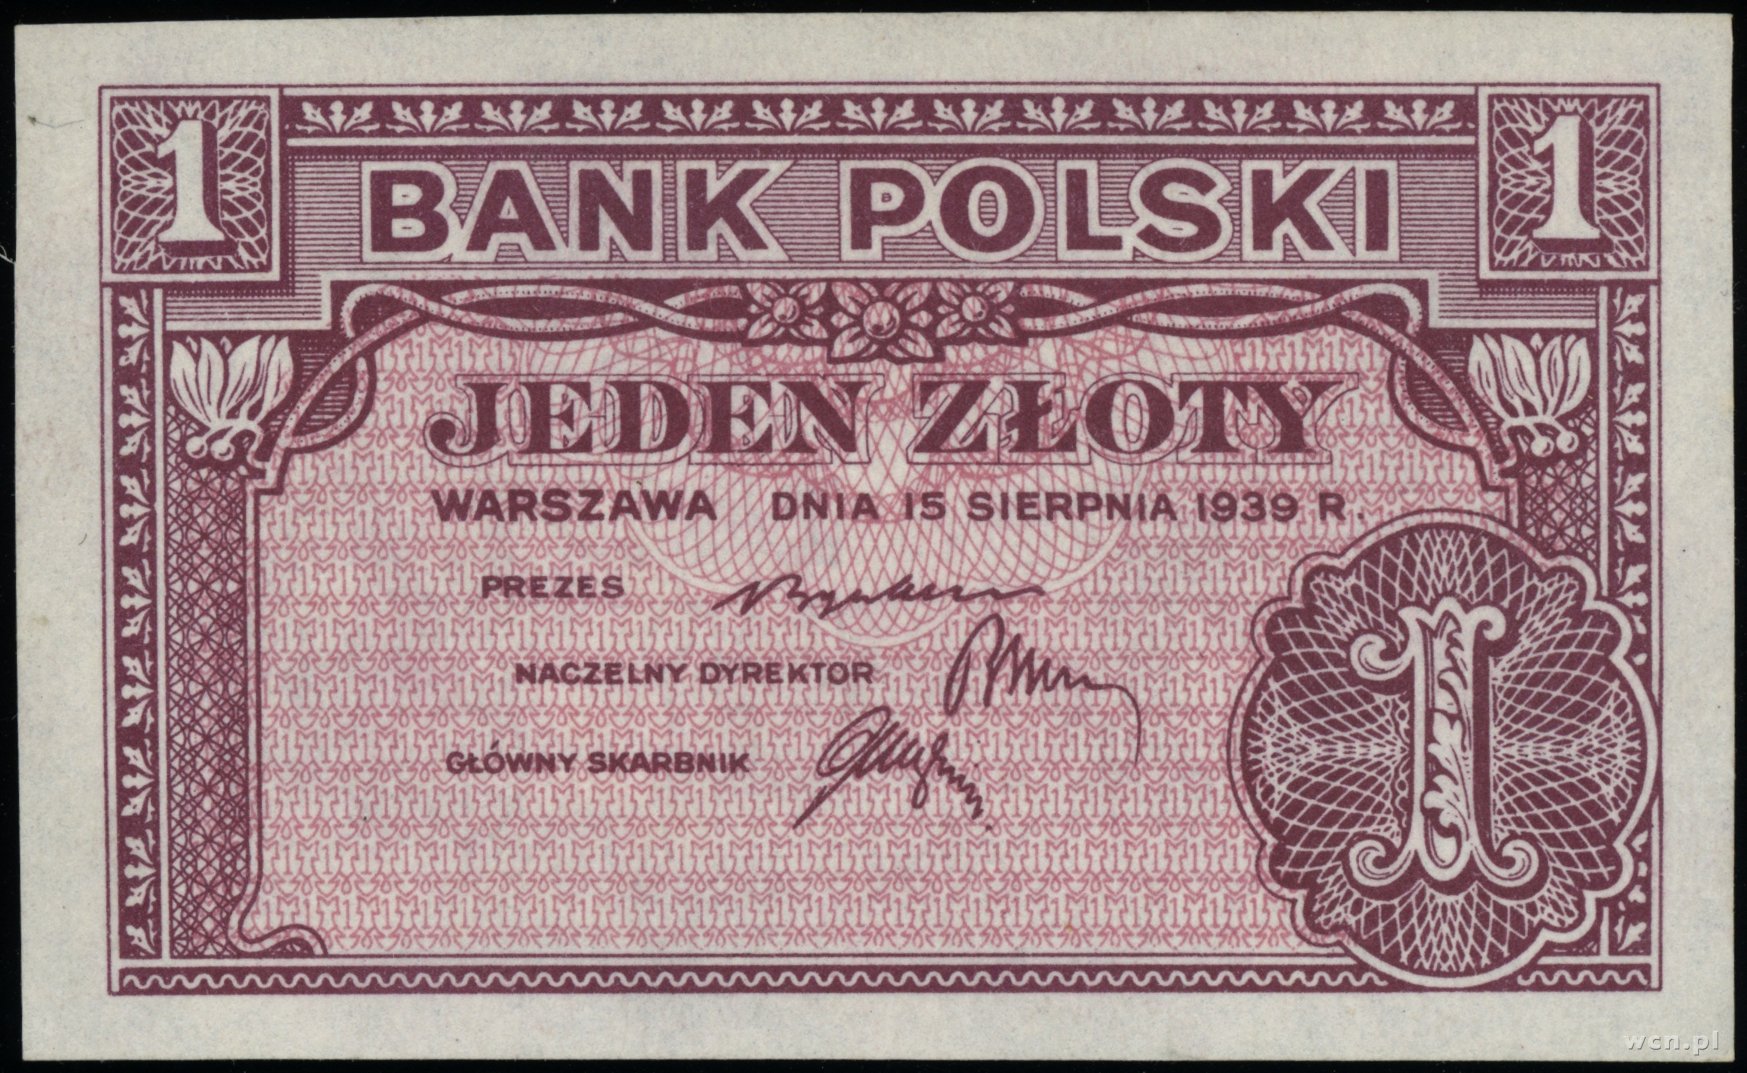 1 1
BANK POLSKI
JEDEN ZŁOTY
WARSZAWA DNIA 15 SIERPNIA 1939 R.
PREZES
NACZELNY DYREKTOR
GŁÓWNY SKARBNIK
1
wcn.pl